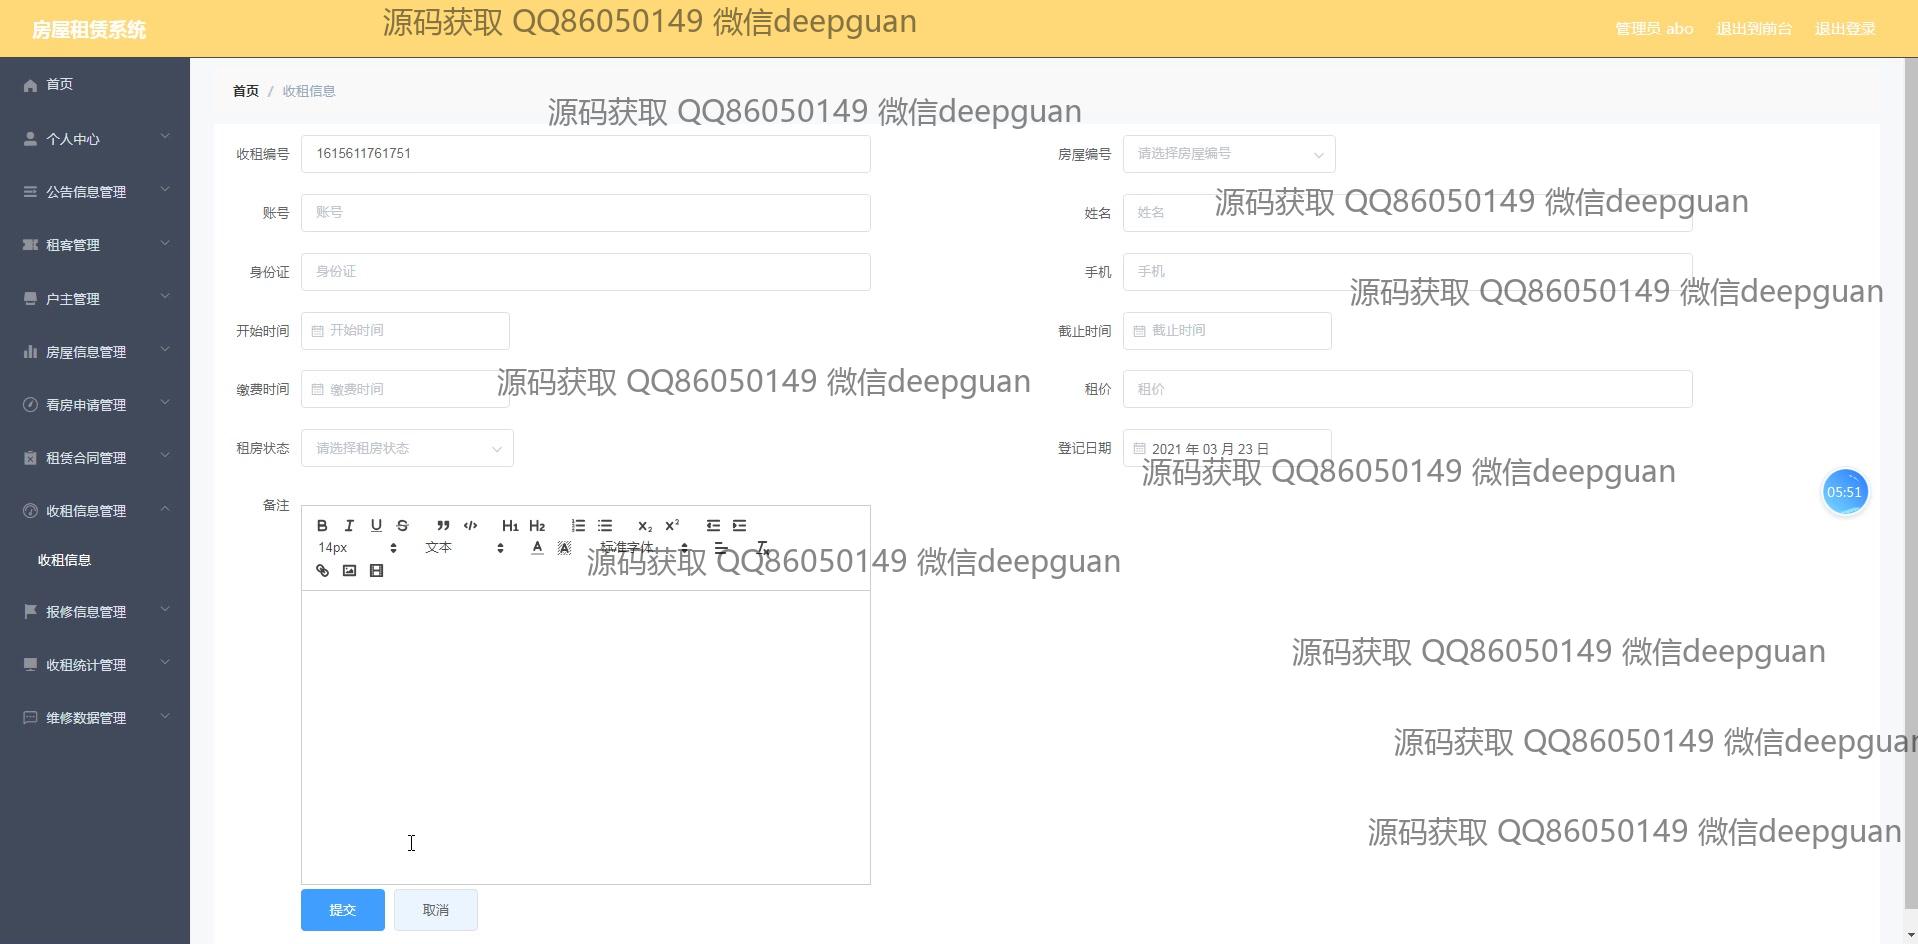 房屋租赁系统
源码获取 QQ86050149 微信deepguan
管理员 abo 退出到前台 退出登录
首页
个人中心
公告信息管理
租客管理
户主管理
房屋信息管理
看房申请管理
租赁合同管理
收租信息管理
收租信息
报修信息管理
收租统计管理
维修数据管理
首页 / 收租信息
源码获取 QQ86050149 微信deepguan
收租编号 1615611761751
房屋编号 请选择房屋编号
账号 账号
姓名 姓名
源码获取 QQ86050149 微信deepguan
身份证 身份证
手机 手机
源码获取 QQ86050149 微信deepguan
开始时间 开始时间
截止时间 截止时间
缴费时间 缴费时间
源码获取 QQ86050149 微信deepguan
租价 租价
租房状态 请选择租房状态
登记日期 2021 年 03 月 23 日
源码获取 QQ86050149 微信deepguan
05:51
备注
B I U S H1 H2 X2 X2
14px 文本 A A 标准字体
源码获取 QQ86050149 微信deepguan
源码获取 QQ86050149 微信deepguan
源码获取 QQ86050149 微信deepguan
源码获取 QQ86050149 微信deepguan
提交 取消